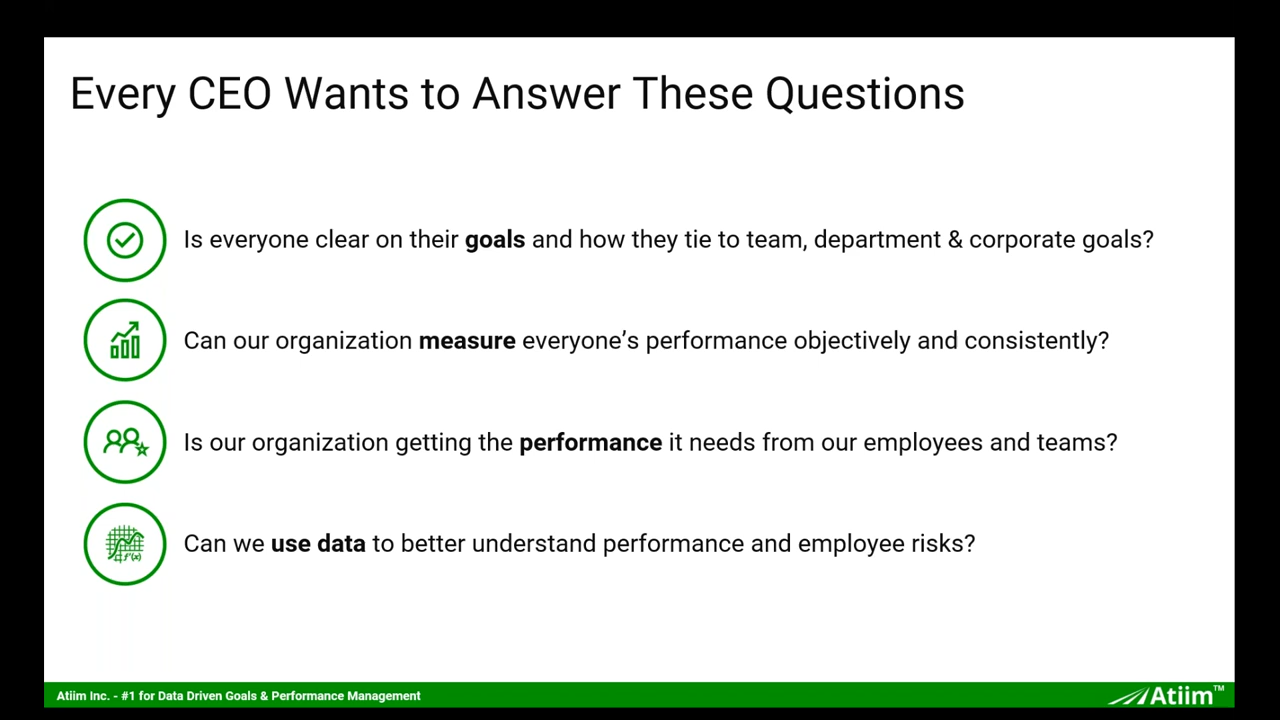 Every CEO Wants to Answer These Questions
Is everyone clear on their goals and how they tie to team, department & corporate goals?
Can our organization measure everyone’s performance objectively and consistently?
Is our organization getting the performance it needs from our employees and teams?
f'(x)
Can we use data to better understand performance and employee risks?
Atiim Inc. - #1 for Data Driven Goals & Performance Management
Atiim™